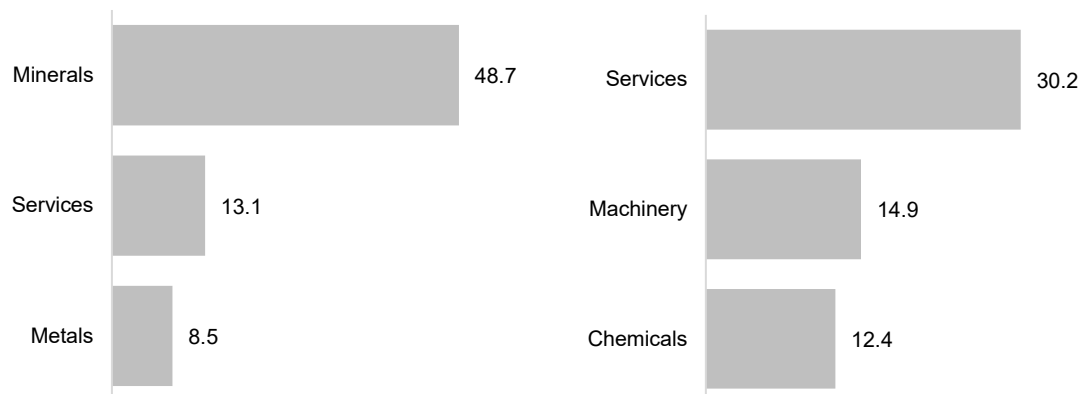 Minerals 48.7
Services 13.1
Metals 8.5
Services 30.2
Machinery 14.9
Chemicals 12.4